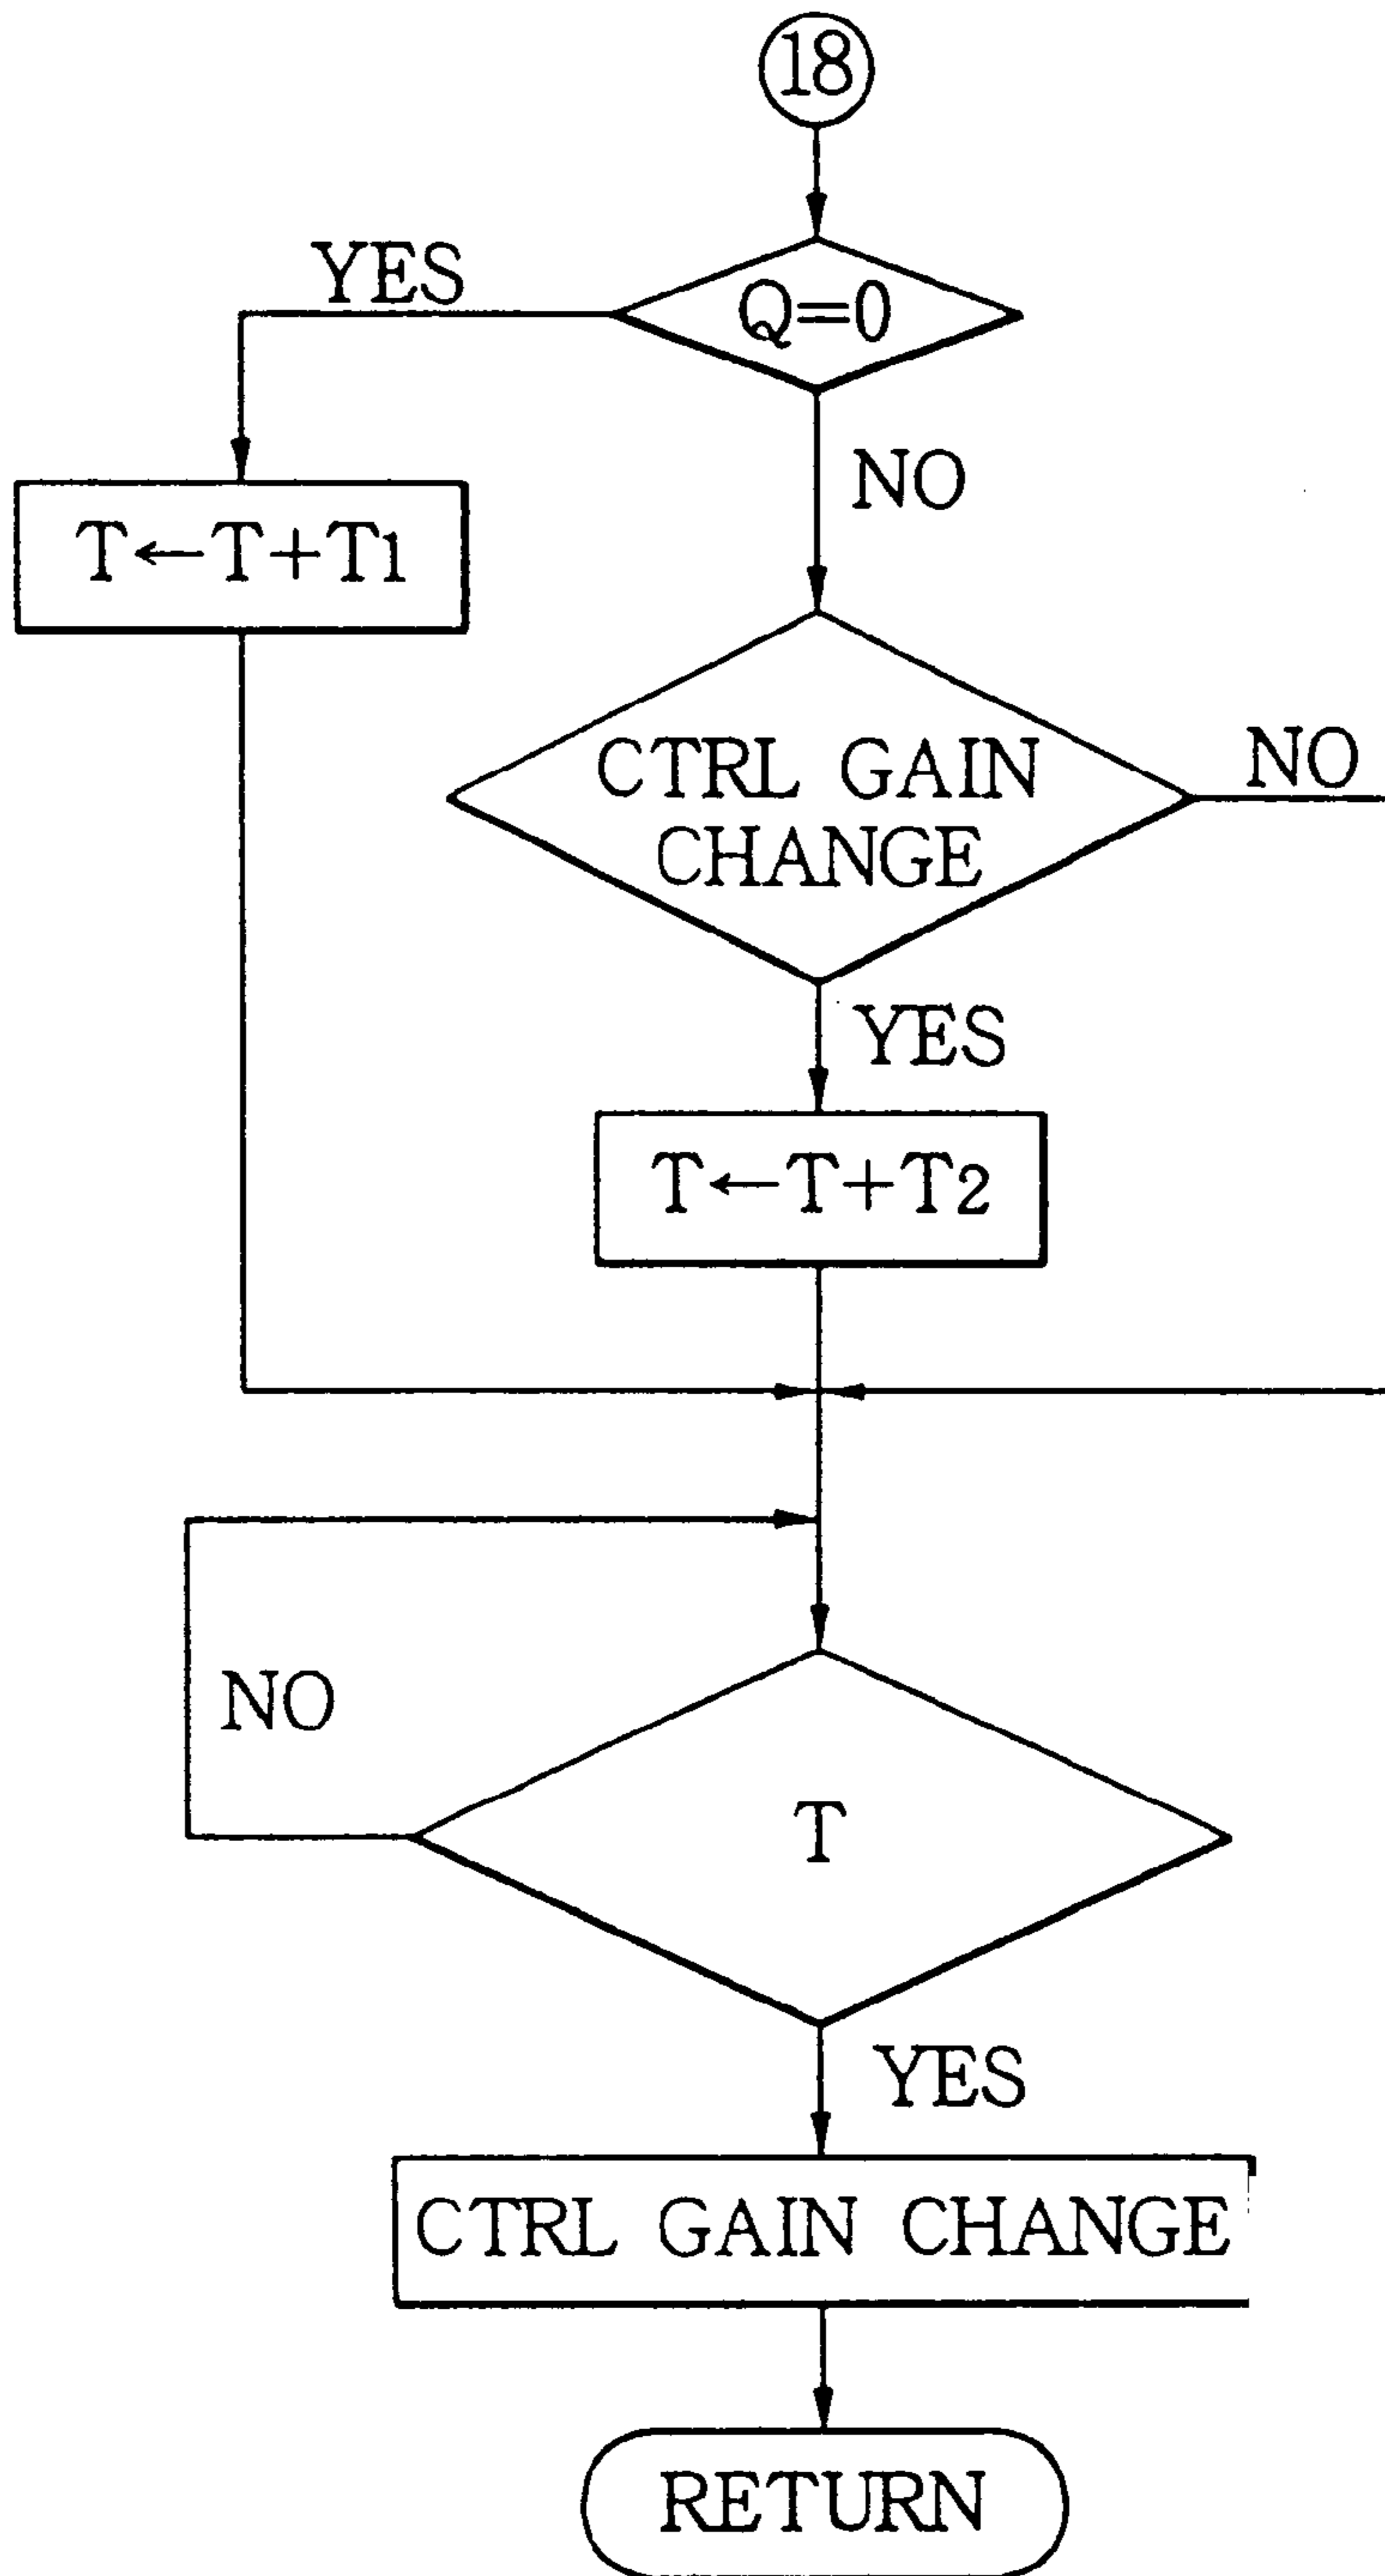 18
YES
Q=0
NO
T←T+T1
CTRL GAIN
CHANGE
NO
YES
T←T+T2
NO
T
YES
CTRL GAIN CHANGE
RETURN